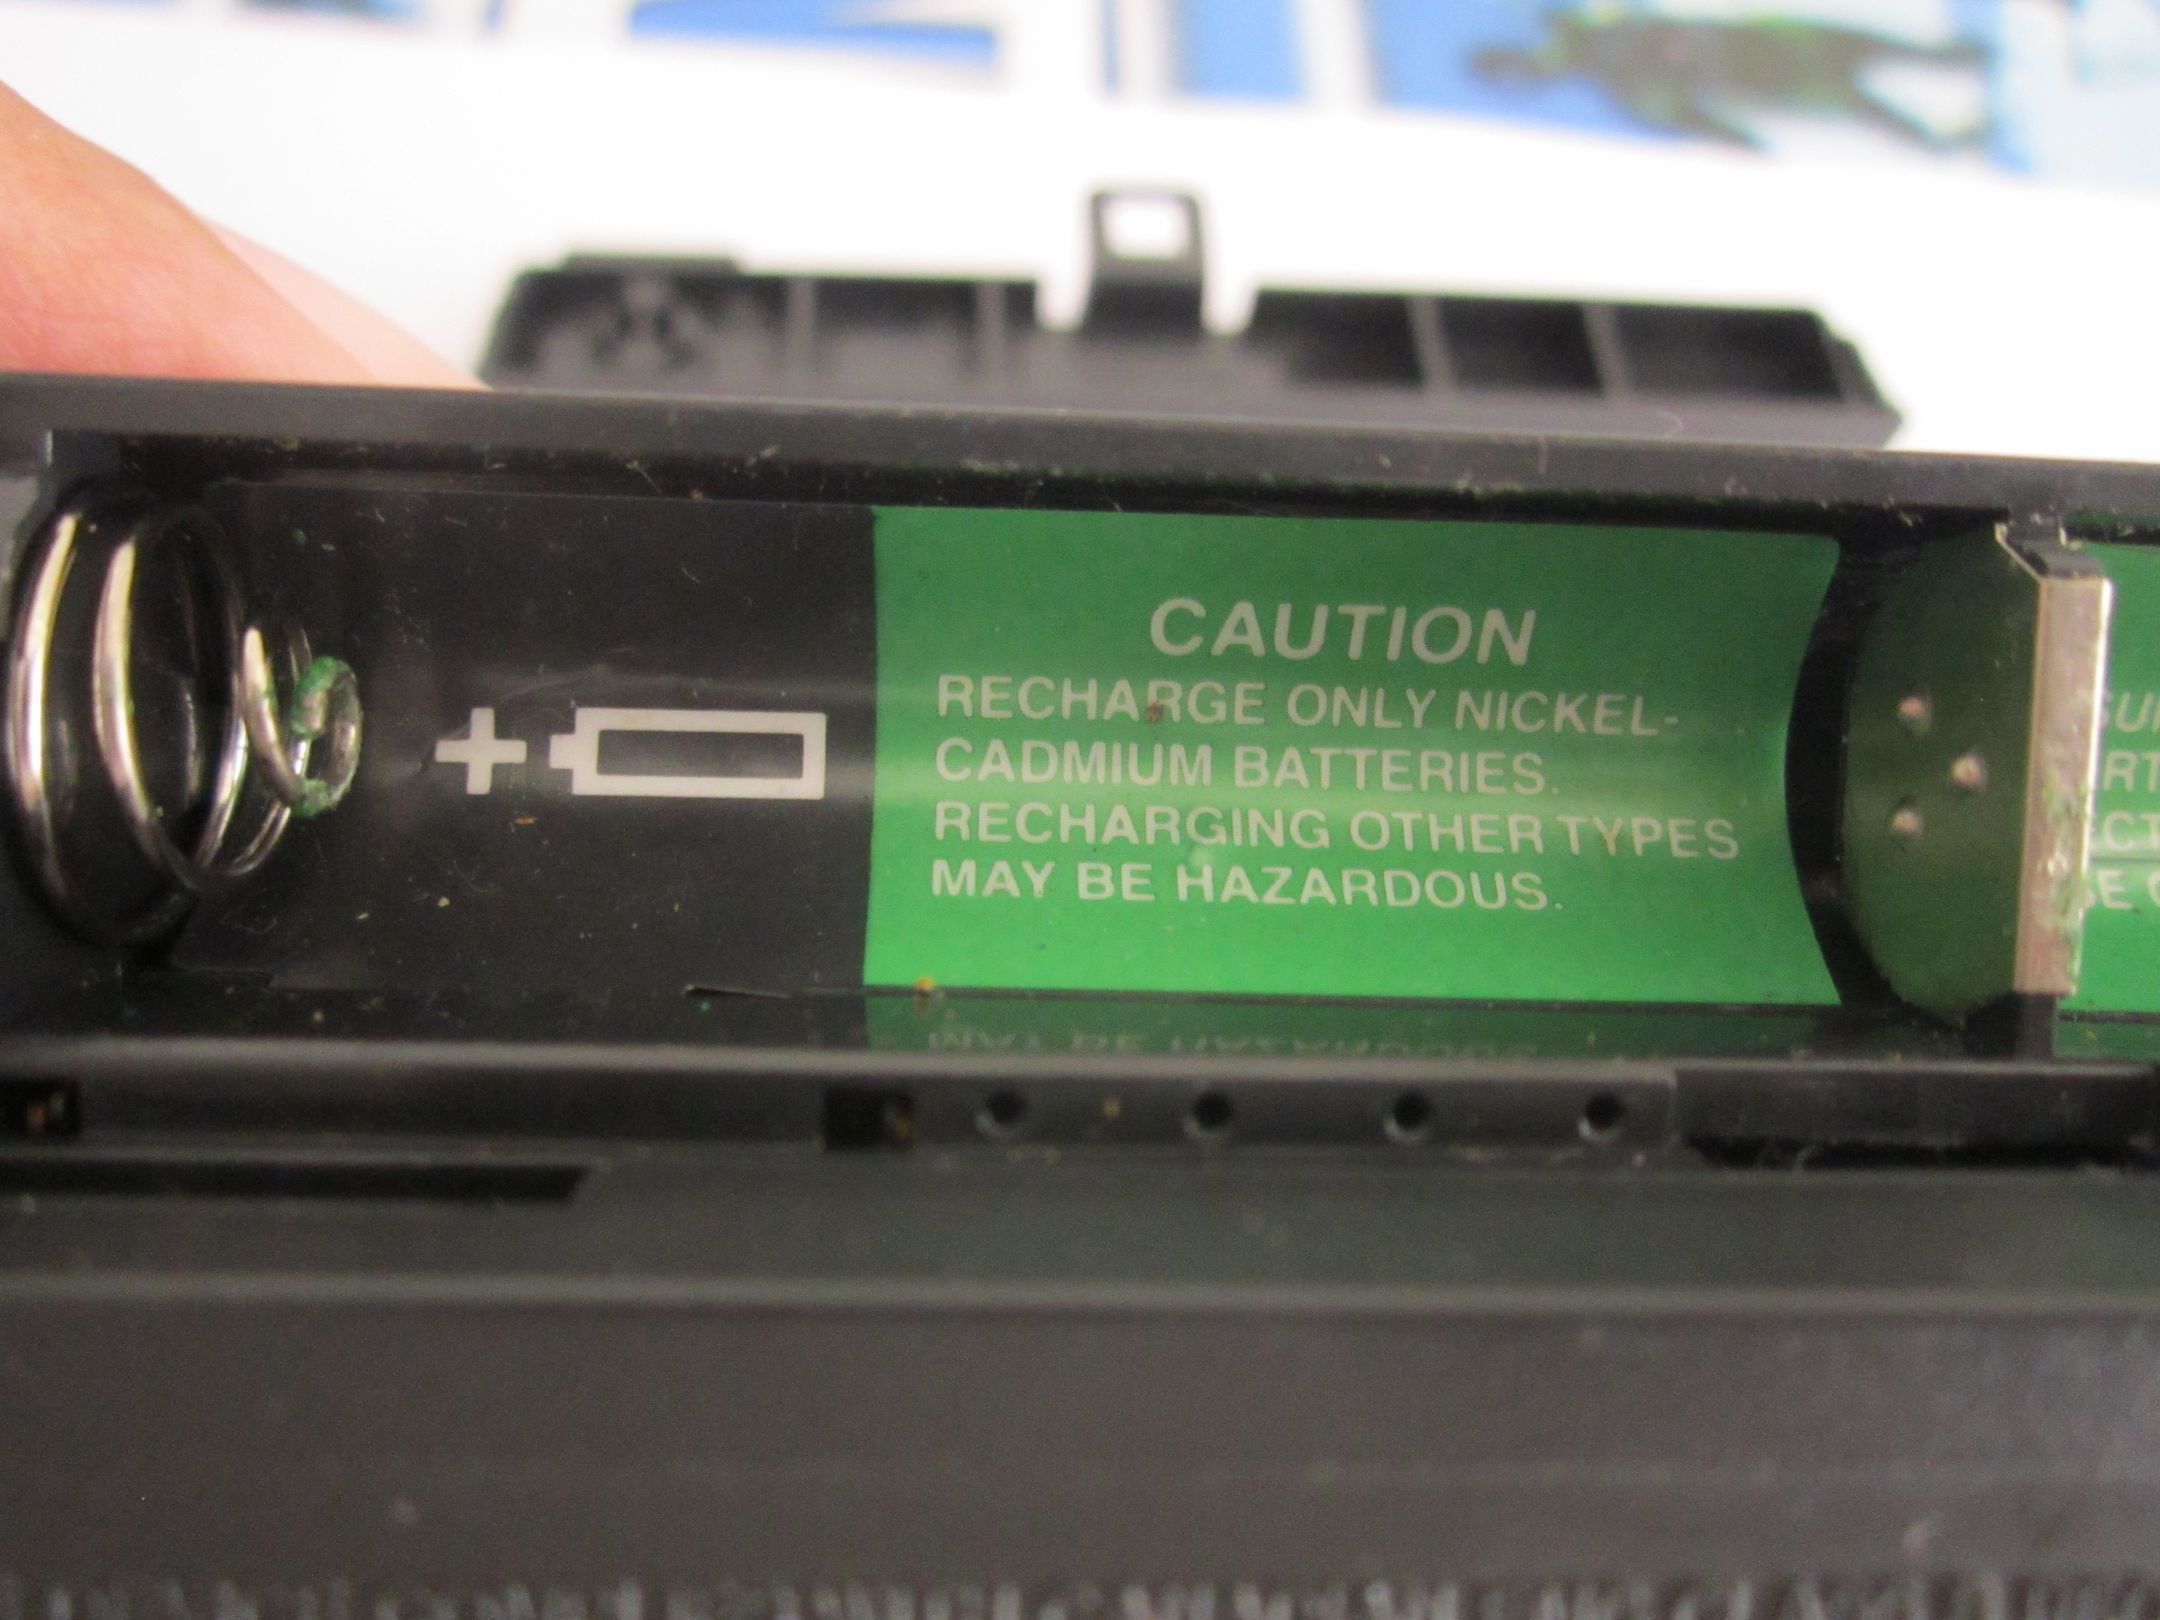 CAUTION
RECHARGE ONLY NICKEL-
CADMIUM BATTERIES.
RECHARGING OTHER TYPES
MAY BE HAZARDOUS.
+